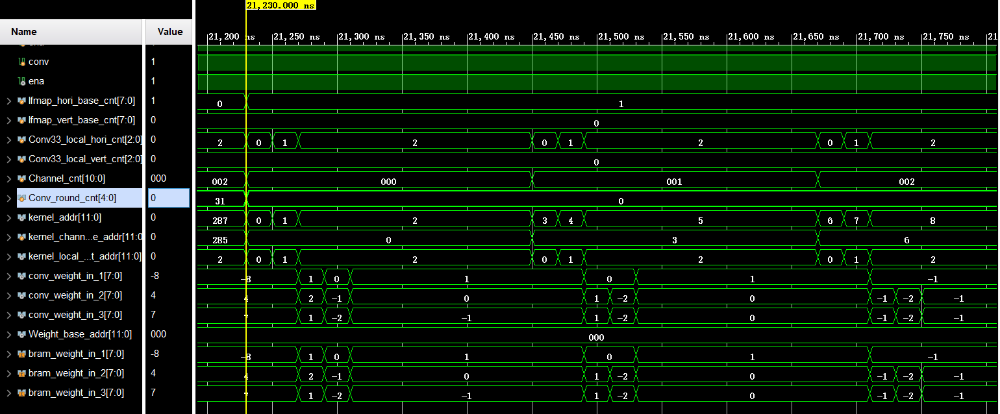 21,230.000 ns
Name Value
21,200 ns 21,250 ns 21,300 ns 21,350 ns 21,400 ns 21,450 ns 21,500 ns 21,550 ns 21,600 ns 21,650 ns 21,700 ns 21,750 ns 21
conv 1
ena 1
Ifmap_hori_base_cnt[7:0] 1 0 1
Ifmap_vert_base_cnt[7:0] 0 0
Conv33_local_hori_cnt[2:0] 0 2 0 1 2 0 1 2 0 1 2
Conv33_local_vert_cnt[2:0] 0 0
Channel_cnt[10:0] 000 002 000 001 002
Conv_round_cnt[4:0] 0 31 0
kernel_addr[11:0] 0 287 0 1 2 3 4 5 6 7 8
kernel_chann...e_addr[11:0 0 285 0 3 6
kernel_local_...t_addr[11:0] 0 2 0 1 2 0 1 2 0 1 2
conv_weight_in_1[7:0] -8 -8 1 0 1 0 1 -1
conv_weight_in_2[7:0] 4 4 2 -1 0 1 -2 0 -1 -2 -1
conv_weight_in_3[7:0] 7 7 1 -2 -1 1 -2 0 -1 -2 -1
Weight_base_addr[11:0] 000 000
bram_weight_in_1[7:0] -8 -8 1 0 1 0 1 -1
bram_weight_in_2[7:0] 4 4 2 -1 0 1 -2 0 -1 -2 -1
bram_weight_in_3[7:0] 7 7 1 -2 -1 1 -2 0 -1 -2 -1